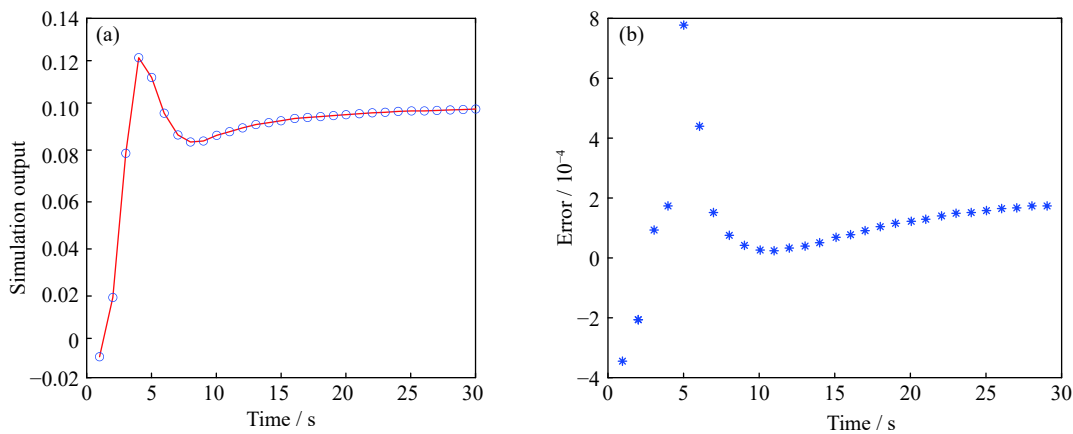 (a)
Simulation output
0.14
0.12
0.10
0.08
0.06
0.04
0.02
0
−0.02
0 5 10 15 20 25 30
Time / s
(b)
Error / 10⁻⁴
8
6
4
2
0
−2
−4
0 5 10 15 20 25 30
Time / s